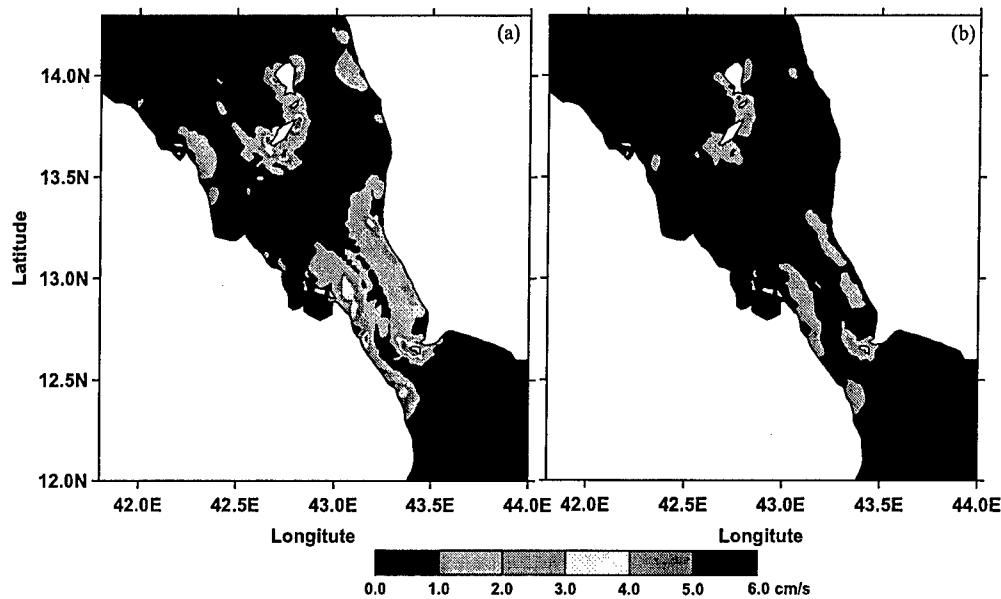 (a)
(b)
14.0N
13.5N
13.0N
12.5N
12.0N
Latitude
42.0E 42.5E 43.0E 43.5E 44.0E
42.0E 42.5E 43.0E 43.5E 44.0E
Longitute
Longitute
0.0 1.0 2.0 3.0 4.0 5.0 6.0 cm/s